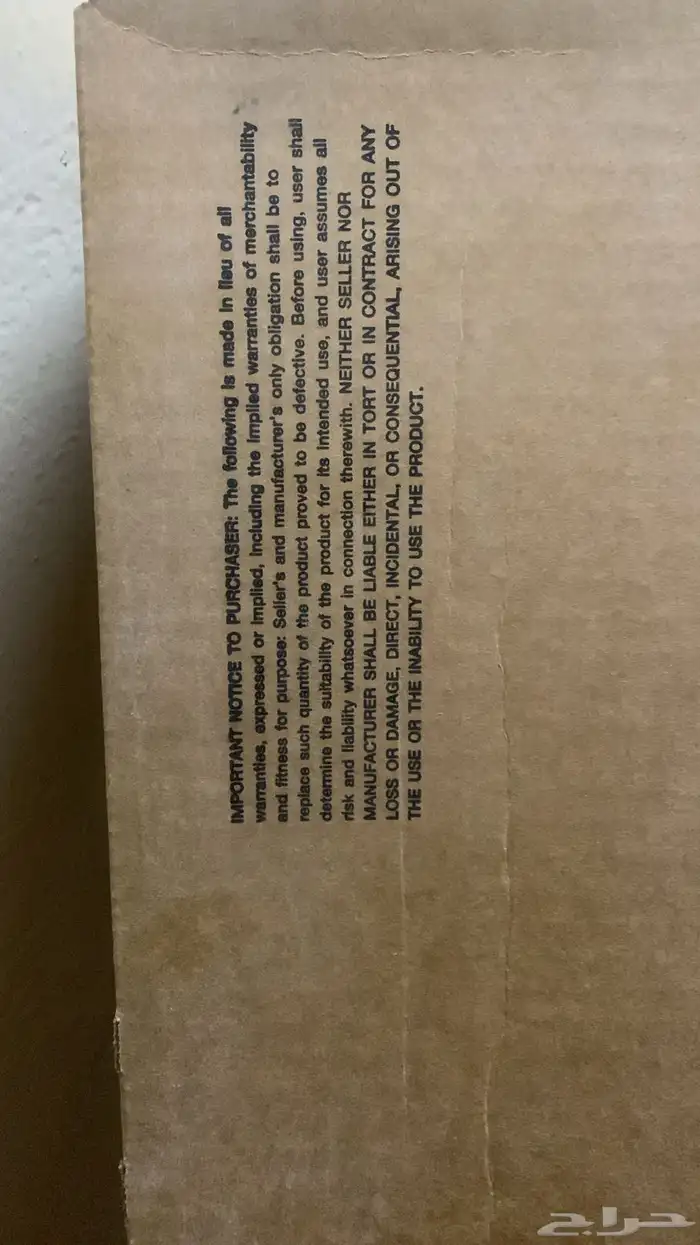 IMPORTANT NOTICE TO PURCHASER: The following is made in lieu of all
warranties, expressed or implied, including the implied warranties of merchantability
and fitness for purpose: Seller's and manufacturer's only obligation shall be to
replace such quantity of the product proved to be defective. Before using, user shall
determine the suitability of the product for its intended use, and user assumes all
risk and liability whatsoever in connection therewith. NEITHER SELLER NOR
MANUFACTURER SHALL BE LIABLE EITHER IN TORT OR IN CONTRACT FOR ANY
LOSS OR DAMAGE, DIRECT, INCIDENTAL, OR CONSEQUENTIAL, ARISING OUT OF
THE USE OR THE INABILITY TO USE THE PRODUCT.
حراج